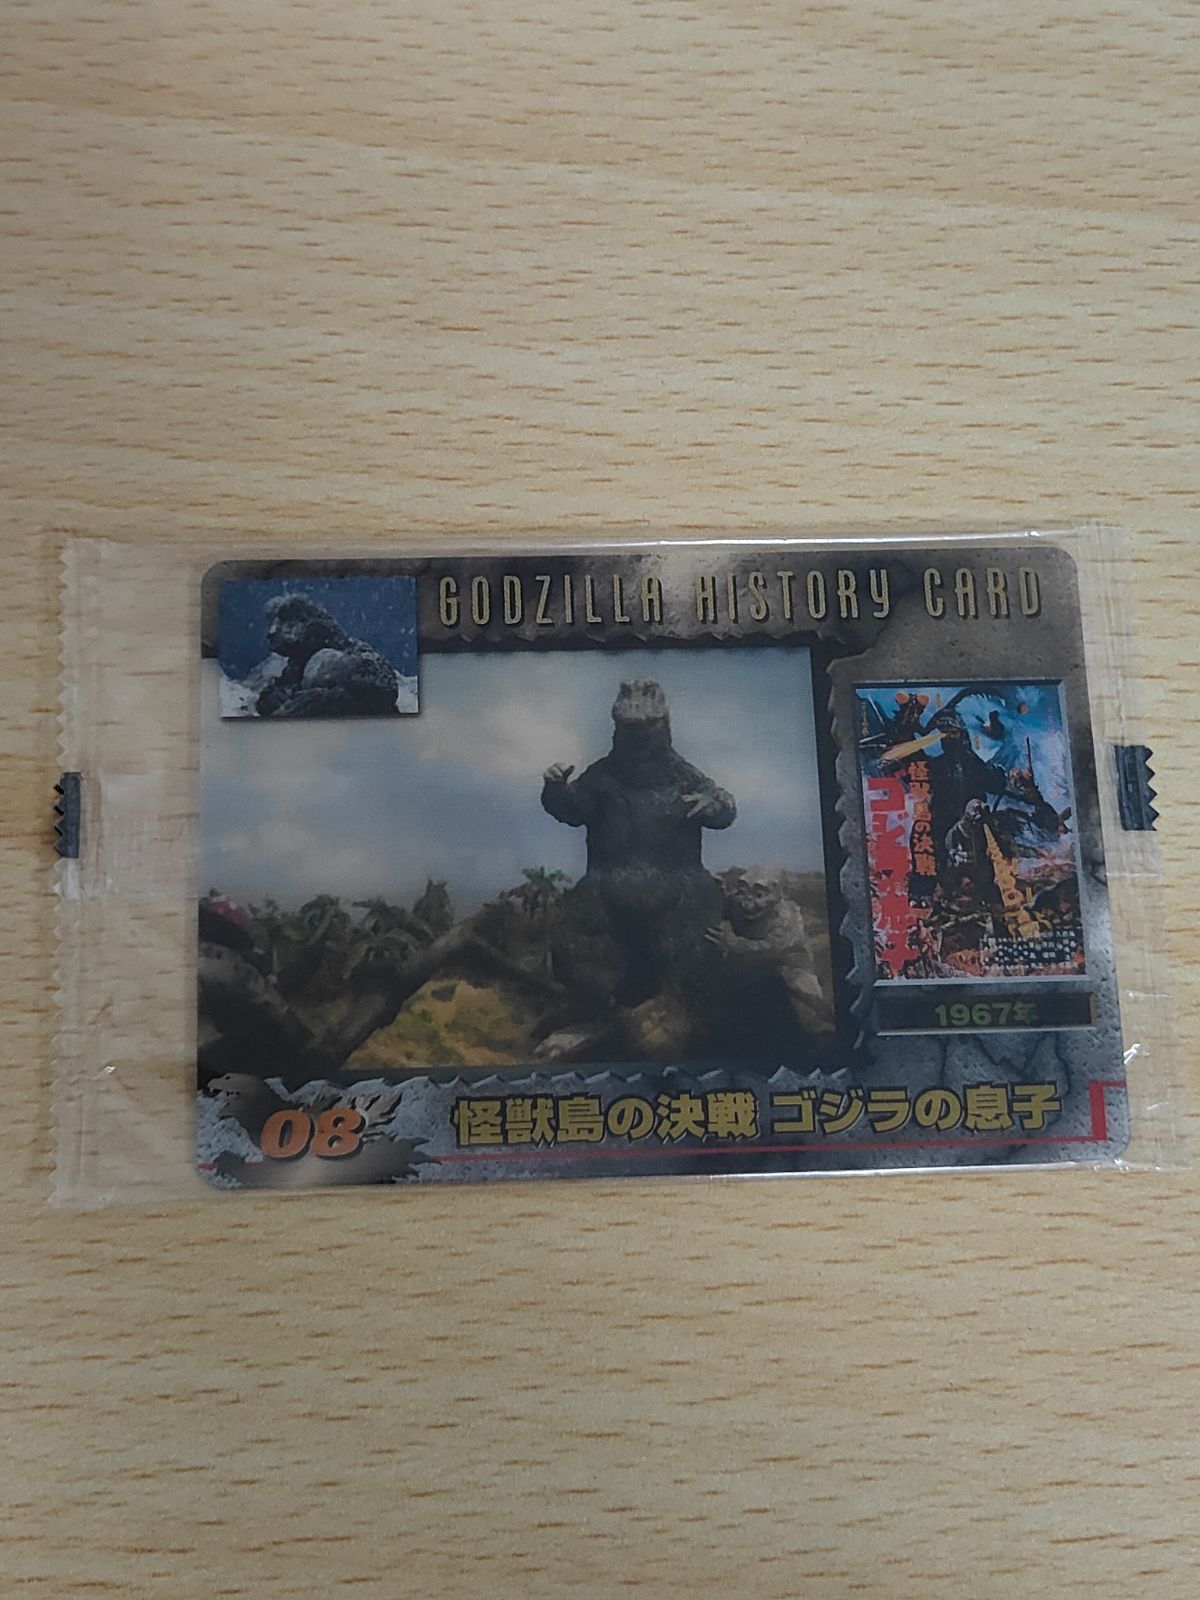 GODZILLA HISTORY CARD
怪獣島の決戦
ゴジラの息子
1967年
08
怪獣島の決戦 ゴジラの息子